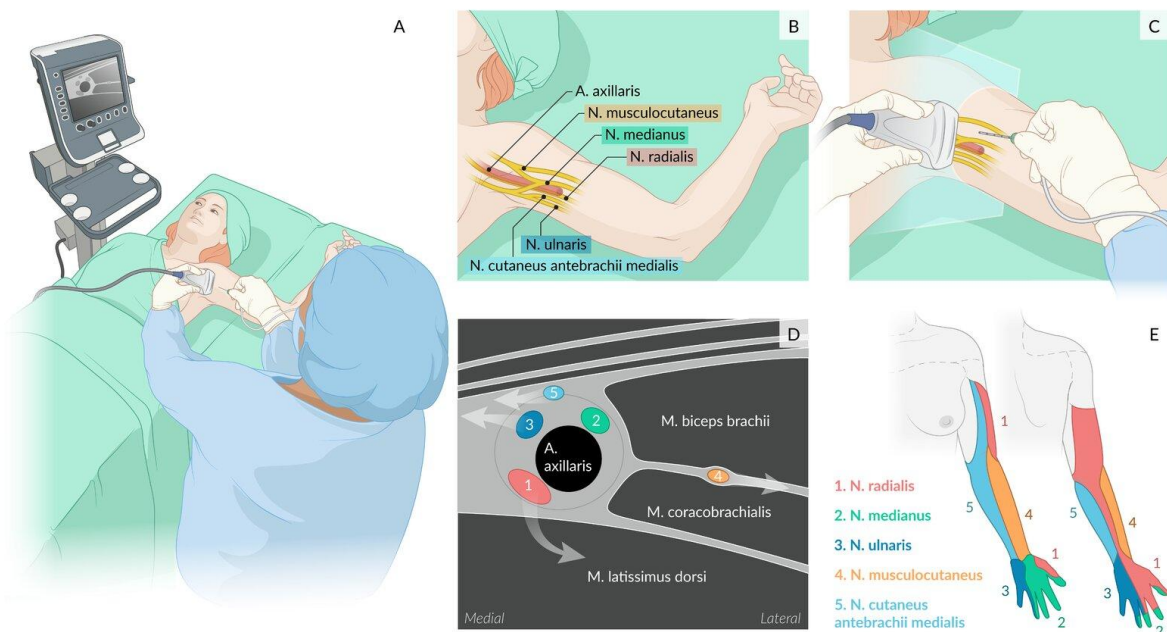 A
B
A. axillaris
N. musculocutaneus
N. medianus
N. radialis
N. ulnaris
N. cutaneus antebrachii medialis
C
D
5
3
2
A.
axillaris
1
M. biceps brachii
4
M. coracobrachialis
M. latissimus dorsi
Medial
Lateral
E
1
5
4
5
4
1
1
3
2
3
2
1. N. radialis
2. N. medianus
3. N. ulnaris
4. N. musculocutaneus
5. N. cutaneus
antebrachii medialis